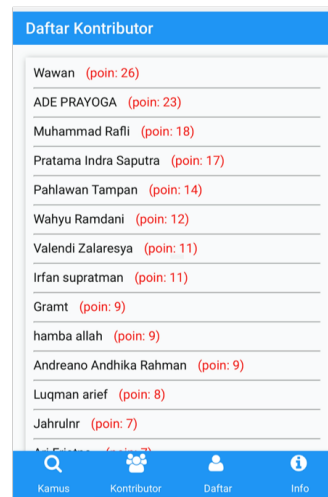 Daftar Kontributor
Wawan (poin: 26)
ADE PRAYOGA (poin: 23)
Muhammad Rafli (poin: 18)
Pratama Indra Saputra (poin: 17)
Pahlawan Tampan (poin: 14)
Wahyu Ramdani (poin: 12)
Valendi Zalaresya (poin: 11)
Irfan supratman (poin: 11)
Gramt (poin: 9)
hamba allah (poin: 9)
Andreano Andhika Rahman (poin: 9)
Luqman arief (poin: 8)
Jahrulnr (poin: 7)
Kamus Kontributor Daftar Info